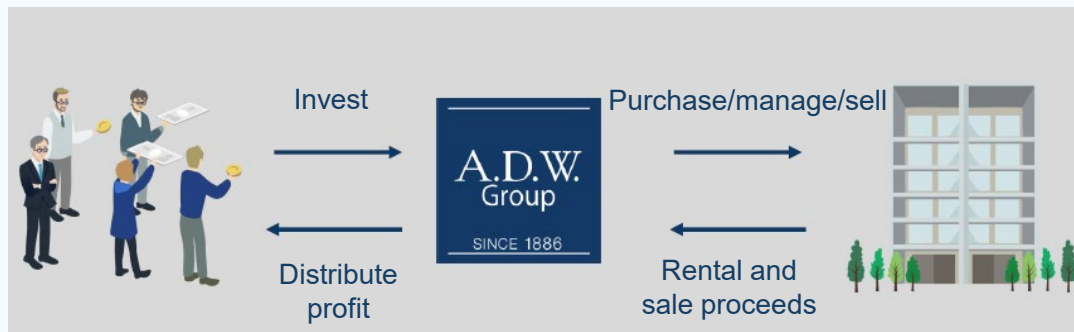 Invest
Purchase/manage/sell
A.D.W.
Group
SINCE 1886
Distribute
profit
Rental and
sale proceeds